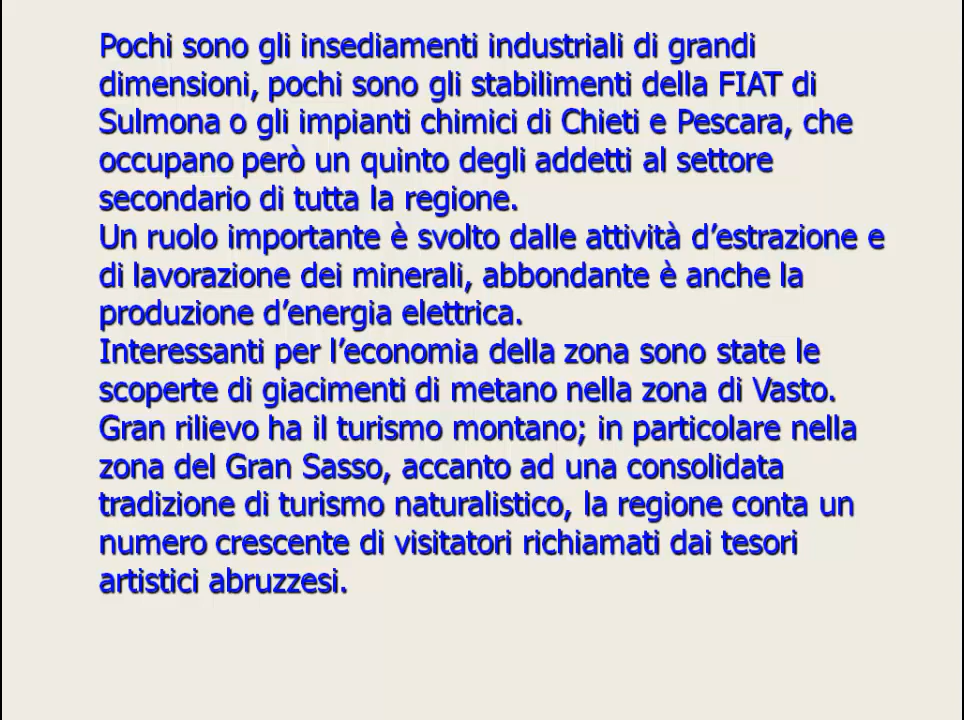 Pochi sono gli insediamenti industriali di grandi
dimensioni, pochi sono gli stabilimenti della FIAT di
Sulmona o gli impianti chimici di Chieti e Pescara, che
occupano però un quinto degli addetti al settore
secondario di tutta la regione.
Un ruolo importante è svolto dalle attività d’estrazione e
di lavorazione dei minerali, abbondante è anche la
produzione d’energia elettrica.
Interessanti per l’economia della zona sono state le
scoperte di giacimenti di metano nella zona di Vasto.
Gran rilievo ha il turismo montano; in particolare nella
zona del Gran Sasso, accanto ad una consolidata
tradizione di turismo naturalistico, la regione conta un
numero crescente di visitatori richiamati dai tesori
artistici abruzzesi.